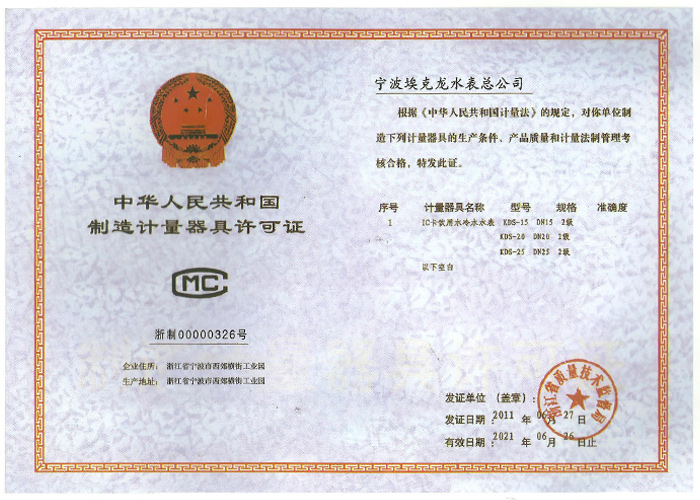 中华人民共和国
制造计量器具许可证
CMC
浙制00000326号
企业住所: 浙江省宁波市西郊横街工业园
生产地址: 浙江省宁波市西郊横街工业园
宁波埃克龙水表总公司
根据《中华人民共和国计量法》的规定，对你单位制
造下列计量器具的生产条件、产品质量和计量法制管理考
核合格，特发此证。
序号 计量器具名称 型号 规格 准确度
1 IC卡饮用水冷水水表 KDS-15 DN15 2级
KDS-20 DN20 2级
KDS-25 DN25 2级
以下空白
发证单位 (盖章):
发证日期: 2011 年 06 月 27 日
有效日期: 2021 年 06 月 26 日止
浙江省质量技术监督局